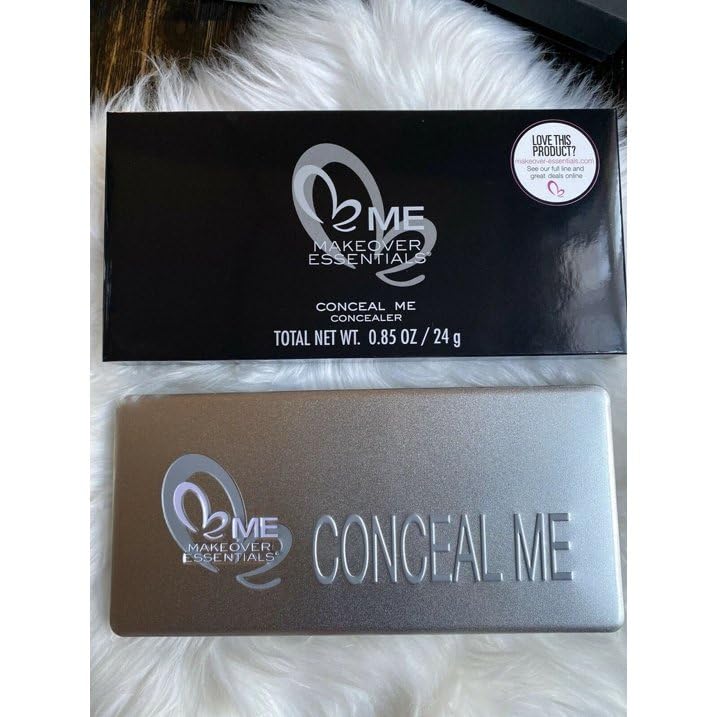 LOVE THIS
PRODUCT?
makeover-essentials.com
See our full line and
great deals online
ME
MAKEOVER
ESSENTIALS®
CONCEAL ME
CONCEALER
TOTAL NET WT. 0.85 OZ / 24 g
ME
MAKEOVER
ESSENTIALS®
CONCEAL ME